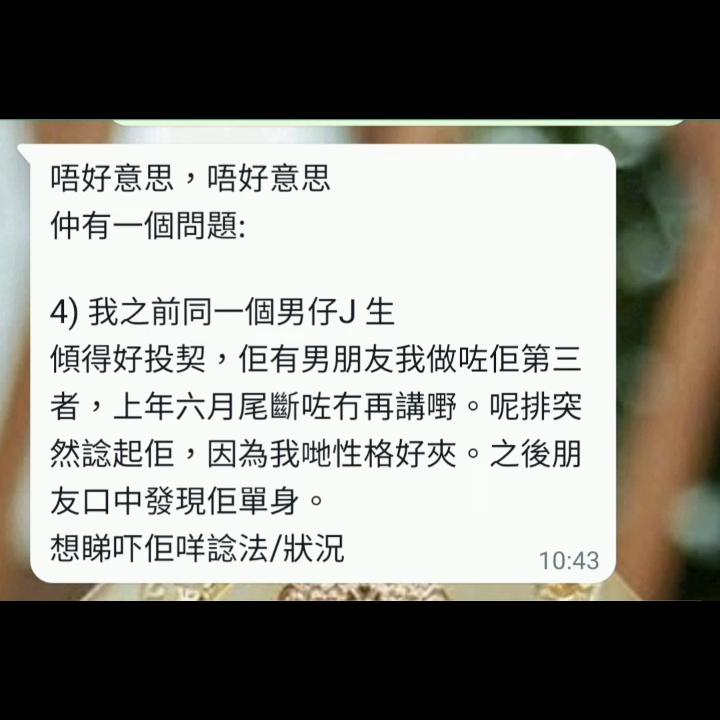 唔好意思，唔好意思
仲有一個問題:
4) 我之前同一個男仔J 生
傾得好投契，佢有男朋友我做咗佢第三
者，上年六月尾斷咗冇再講嘢。呢排突
然諗起佢，因為我哋性格好夾。之後朋
友口中發現佢單身。
想睇吓佢咩諗法/狀況
10:43